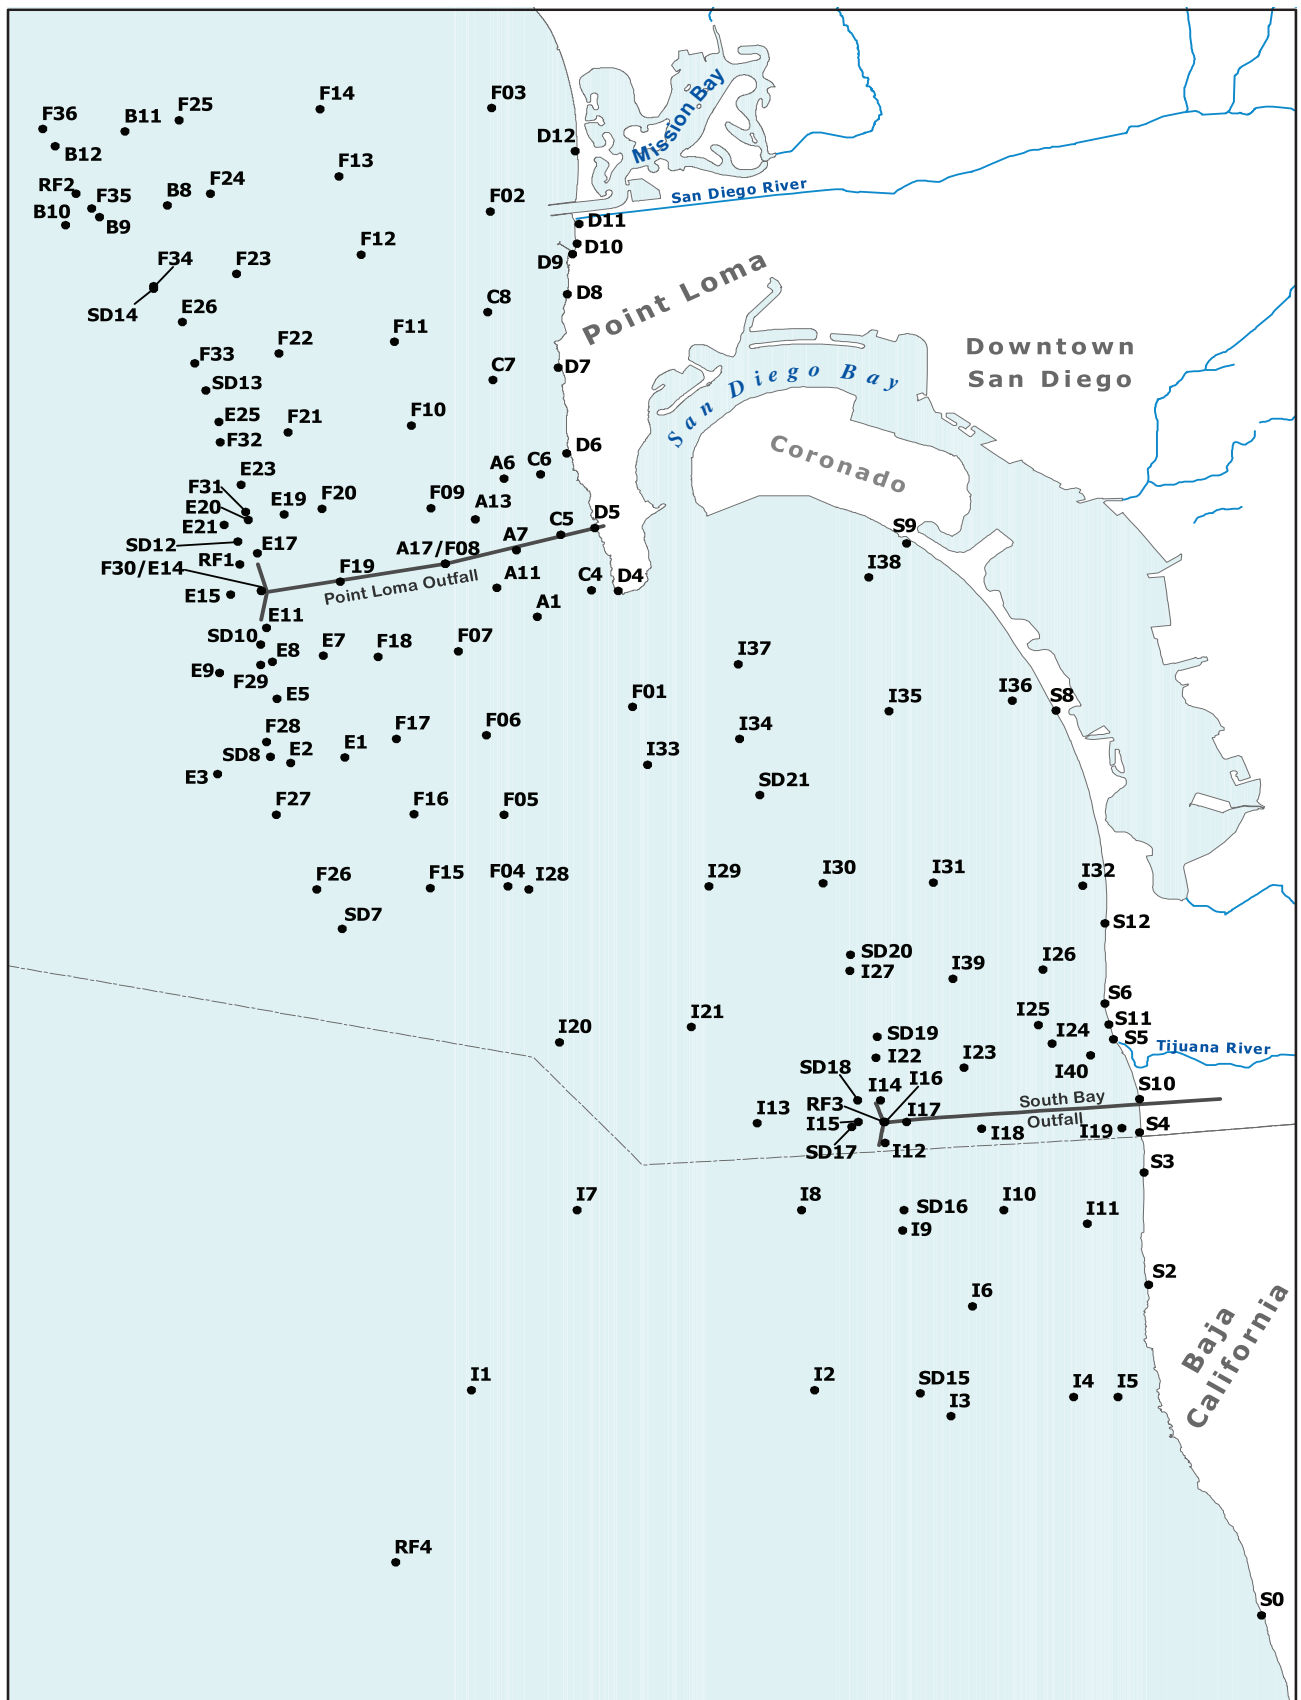 F36
B11
F25
F14
F03
B12
D12
Mission Bay
F13
RF2
F35
B8
F24
San Diego River
B10
B9
F02
D11
F34
F23
F12
D10
D9
Point Loma
SD14
E26
C8
D8
F33
F22
F11
Downtown
San Diego
SD13
C7
D7
San Diego Bay
E25
F21
F10
F32
Coronado
D6
E23
A6
C6
F31
E20
E19
F20
F09
A13
E21
C5
D5
S9
SD12
E17
A7
RF1
A17/F08
F30/E14
F19
Point Loma Outfall
A11
C4
D4
I38
E15
A1
E11
SD10
E8
E7
F18
F07
I37
E9
F29
E5
F01
I35
I36
S8
F28
F17
F06
I34
SD8
E2
E1
I33
E3
SD21
F27
F16
F05
F26
F15
F04
I28
I29
I30
I31
I32
SD7
S12
SD20
I27
I39
I26
S6
I20
I21
I25
S11
SD19
I24
S5
Tijuana River
I22
I23
I40
SD18
I16
I14
S10
South Bay
Outfall
RF3
I13
I15
I17
I18
I19
S4
SD17
I12
S3
I7
I8
SD16
I10
I11
I9
S2
I6
Baja
California
I1
I2
SD15
I3
I4
I5
RF4
S0